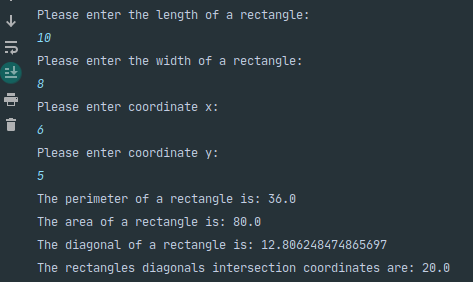 Please enter the length of a rectangle:
10
Please enter the width of a rectangle:
8
Please enter coordinate x:
6
Please enter coordinate y:
5
The perimeter of a rectangle is: 36.0
The area of a rectangle is: 80.0
The diagonal of a rectangle is: 12.806248474865697
The rectangles diagonals intersection coordinates are: 20.0